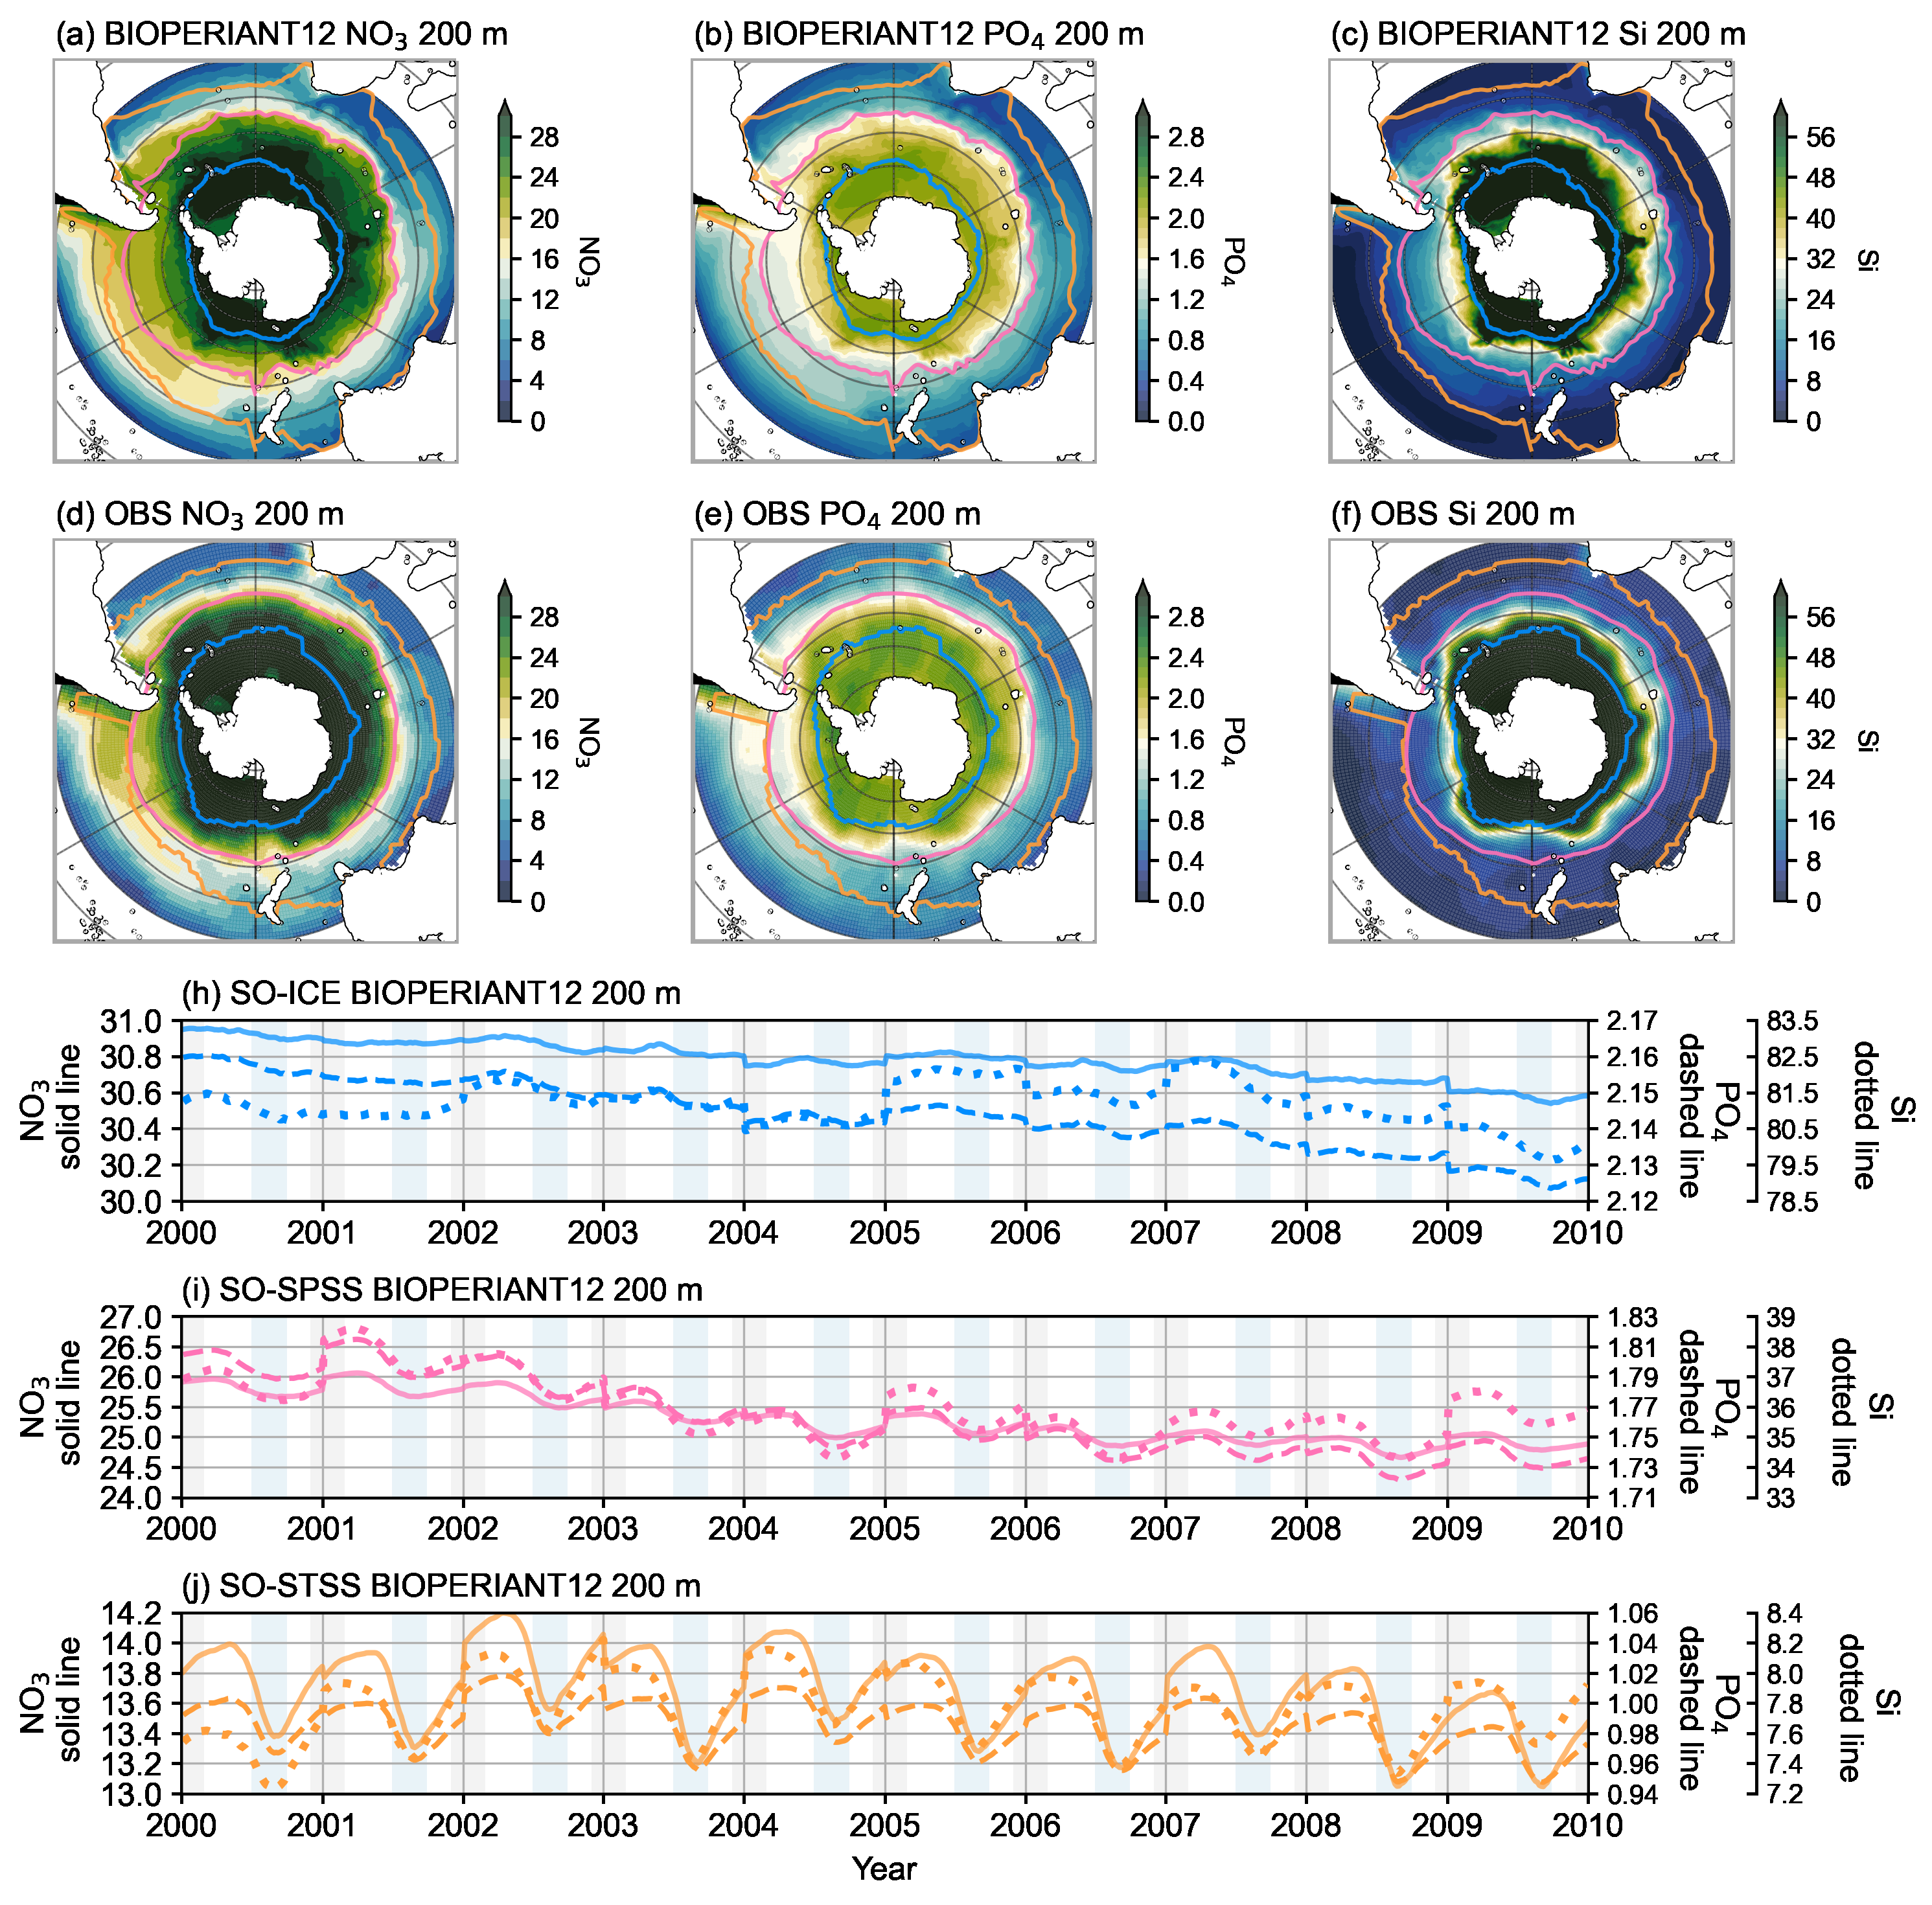 (a) BIOPERIANT12 NO₃ 200 m
(b) BIOPERIANT12 PO₄ 200 m
(c) BIOPERIANT12 Si 200 m
28
24
20
16
12
8
4
0
NO₃
2.8
2.4
2.0
1.6
1.2
0.8
0.4
0.0
PO₄
56
48
40
32
24
16
8
0
Si
(d) OBS NO₃ 200 m
(e) OBS PO₄ 200 m
(f) OBS Si 200 m
28
24
20
16
12
8
4
0
NO₃
2.8
2.4
2.0
1.6
1.2
0.8
0.4
0.0
PO₄
56
48
40
32
24
16
8
0
Si
(h) SO-ICE BIOPERIANT12 200 m
NO₃
solid line
31.0
30.8
30.6
30.4
30.2
30.0
2.17
2.16
2.15
2.14
2.13
2.12
PO₄
dashed line
83.5
82.5
81.5
80.5
79.5
78.5
Si
dotted line
2000 2001 2002 2003 2004 2005 2006 2007 2008 2009 2010
(i) SO-SPSS BIOPERIANT12 200 m
NO₃
solid line
27.0
26.5
26.0
25.5
25.0
24.5
24.0
1.83
1.81
1.79
1.77
1.75
1.73
1.71
PO₄
dashed line
39
38
37
36
35
34
33
Si
dotted line
2000 2001 2002 2003 2004 2005 2006 2007 2008 2009 2010
(j) SO-STSS BIOPERIANT12 200 m
NO₃
solid line
14.2
14.0
13.8
13.6
13.4
13.2
13.0
1.06
1.04
1.02
1.00
0.98
0.96
0.94
PO₄
dashed line
8.4
8.2
8.0
7.8
7.6
7.4
7.2
Si
dotted line
2000 2001 2002 2003 2004 2005 2006 2007 2008 2009 2010
Year